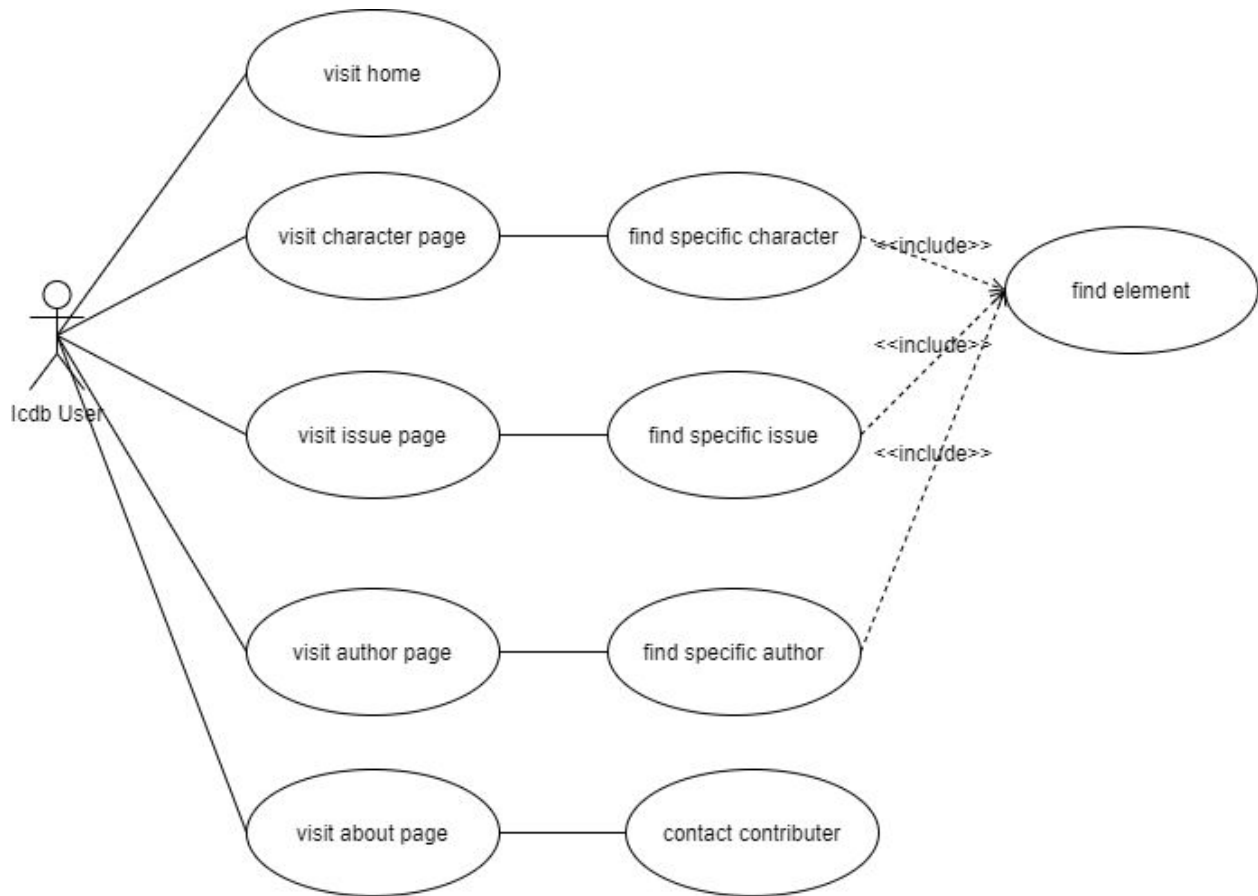 visit home
visit character page
find specific character
<<include>>
find element
<<include>>
Icdb User
visit issue page
find specific issue
<<include>>
visit author page
find specific author
visit about page
contact contributer